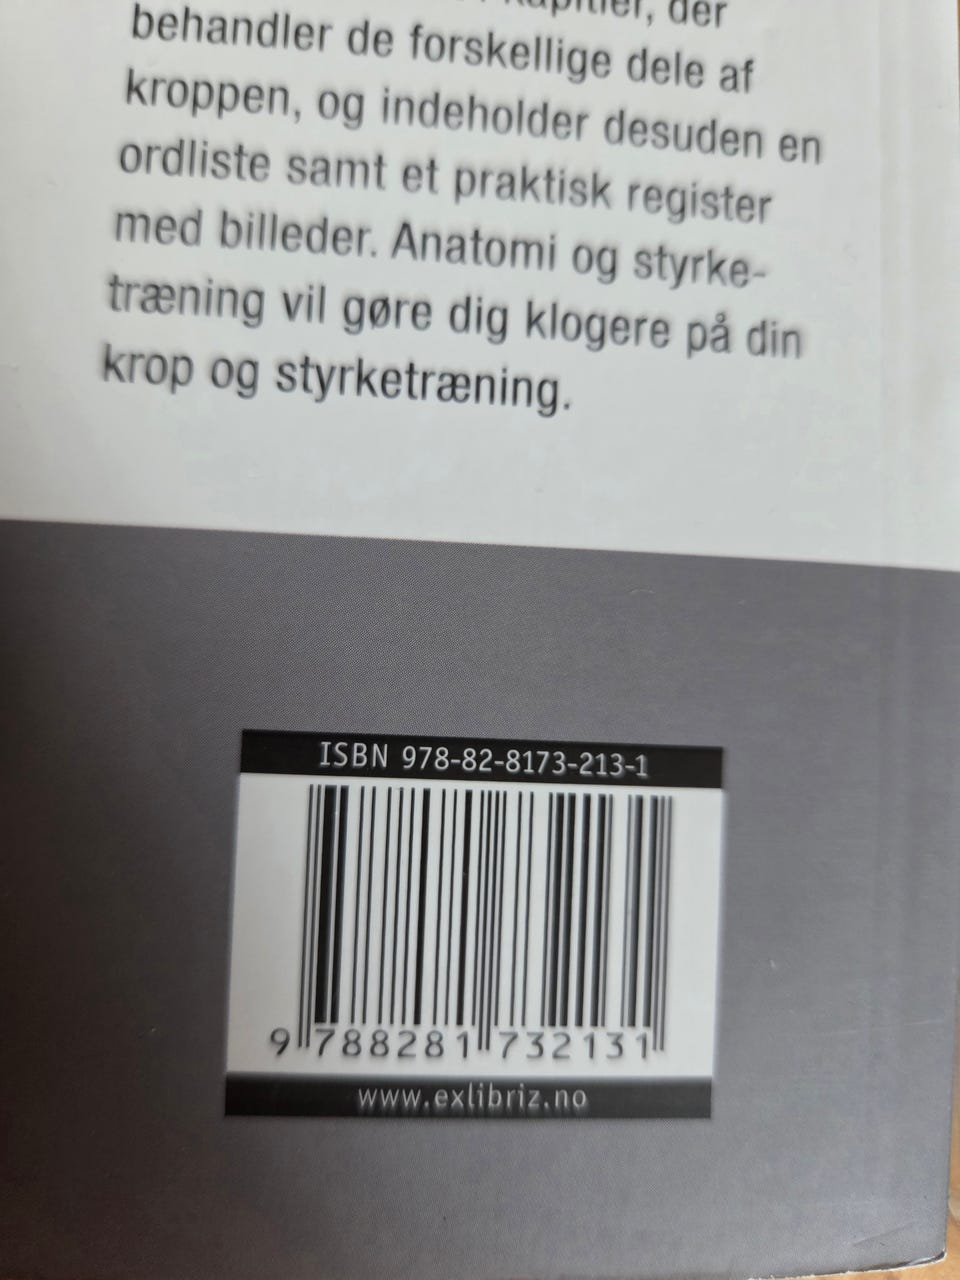 kapitler, der
behandler de forskellige dele af
kroppen, og indeholder desuden en
ordliste samt et praktisk register
med billeder. Anatomi og styrke-
træning vil gøre dig klogere på din
krop og styrketræning.
ISBN 978-82-8173-213-1
9 788281 732131
www.exlibriz.no